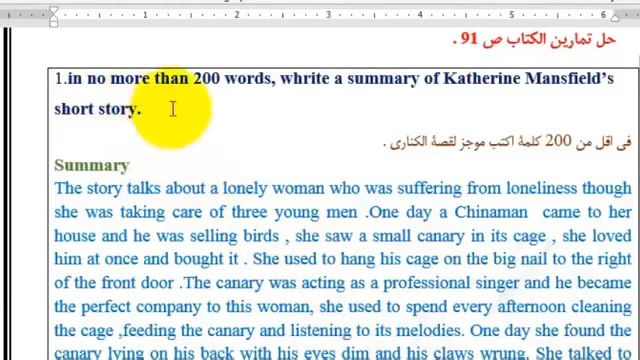 1 2 3 4 5 6
حل تمارين الكتاب ص 91 .
1.in no more than 200 words, whrite a summary of Katherine Mansfield's
short story.
فى اقل من 200 كلمة اكتب موجز لقصة الكنارى .
Summary
The story talks about a lonely woman who was suffering from loneliness though
she was taking care of three young men .One day a Chinaman came to her
house and he was selling birds , she saw a small canary in its cage , she loved
him at once and bought it . She used to hang his cage on the big nail to the right
of the front door .The canary was acting as a professional singer and he became
the perfect company to this woman, she used to spend every afternoon cleaning
the cage ,feeding the canary and listening to its melodies. One day she found the
canary lying on his back with his eyes dim and his claws wrung. She talked to